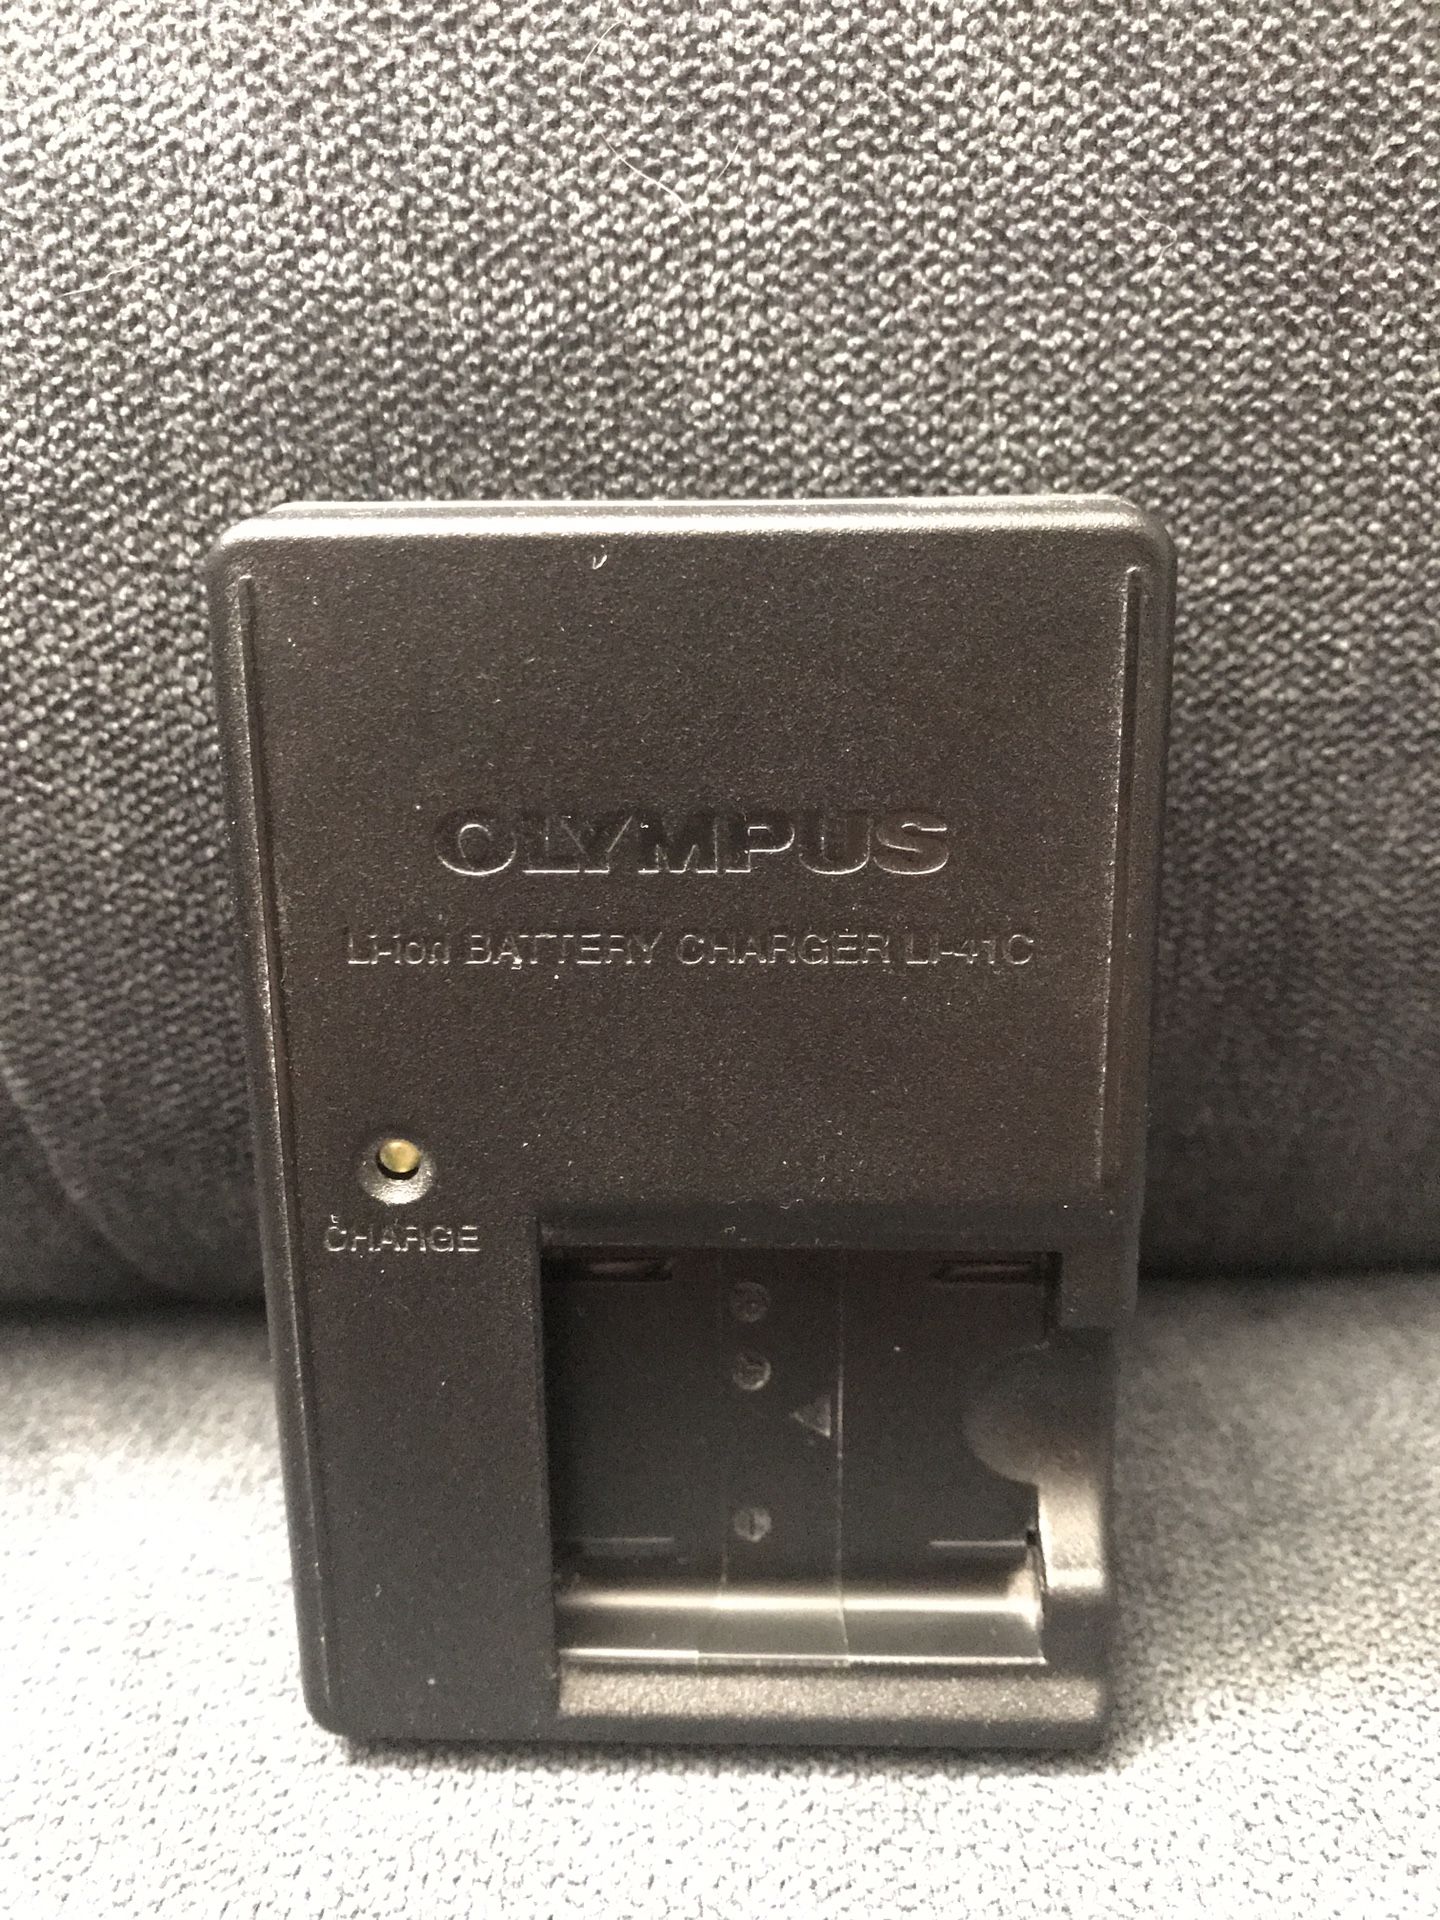 OLYMPUS
Li-ion BATTERY CHARGER LI-41C
CHARGE